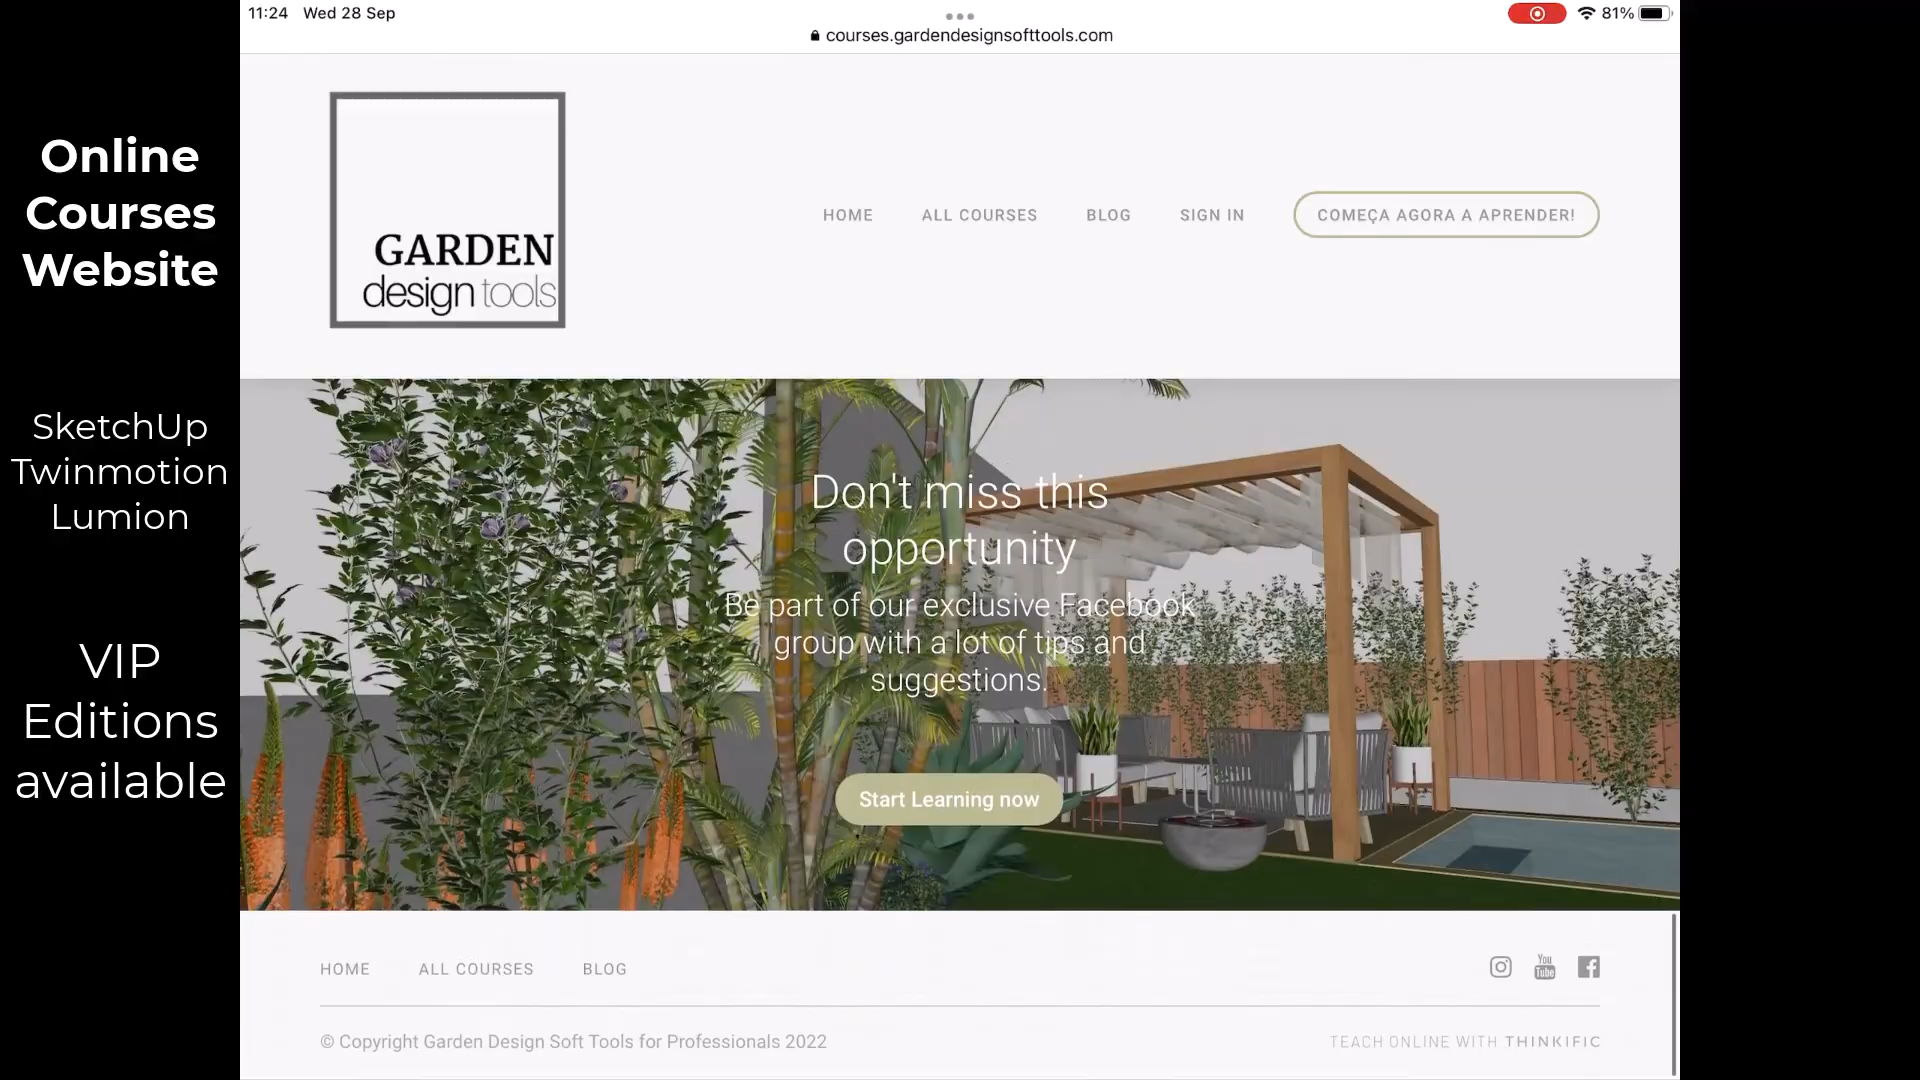 11:24 Wed 28 Sep
81%
courses.gardendesignsofttools.com
Online
Courses
Website
SketchUp
Twinmotion
Lumion
VIP
Editions
available
GARDEN
design tools
HOME ALL COURSES BLOG SIGN IN COMEÇA AGORA A APRENDER!
Don't miss this
opportunity
Be part of our exclusive Facebook
group with a lot of tips and
suggestions.
Start Learning now
HOME ALL COURSES BLOG
You
Tube
© Copyright Garden Design Soft Tools for Professionals 2022
TEACH ONLINE WITH THINKIFIC